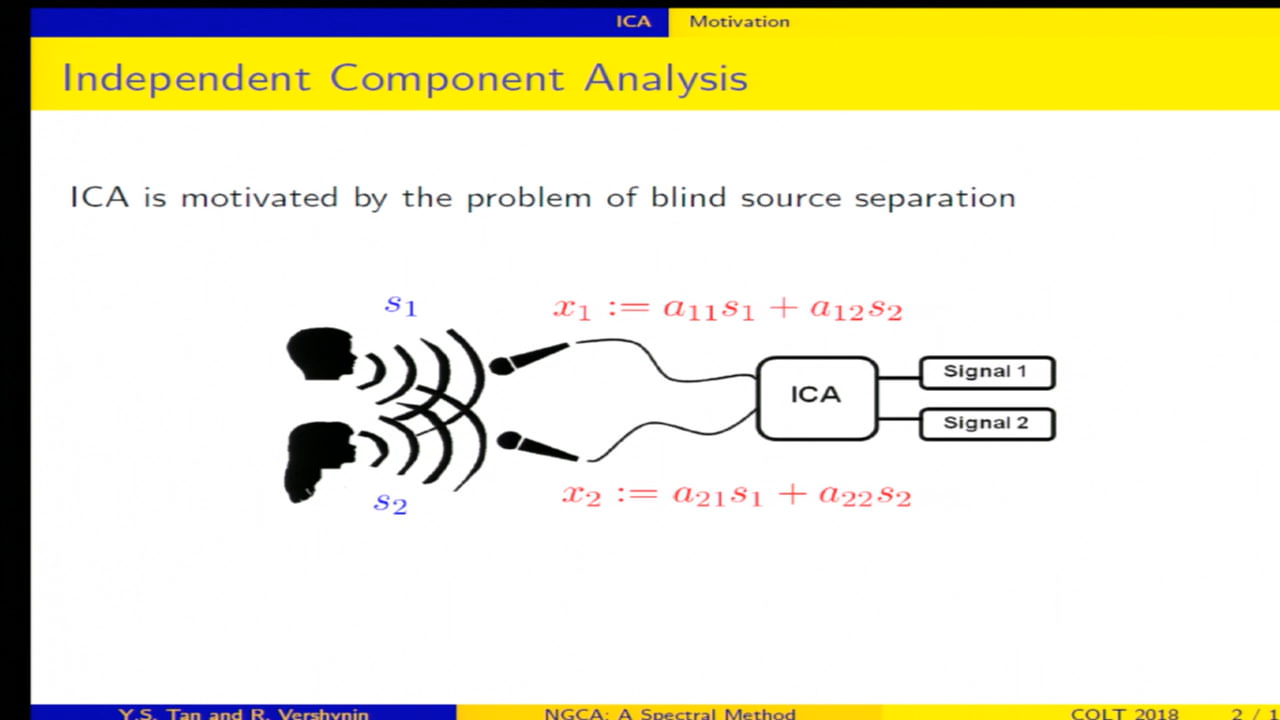 ICA Motivation
Independent Component Analysis
ICA is motivated by the problem of blind source separation
s₁
x₁ := a₁₁s₁ + a₁₂s₂
ICA
Signal 1
Signal 2
s₂
x₂ := a₂₁s₁ + a₂₂s₂
Y.S. Tan and R. Vershynin NGCA: A Spectral Method COLT 2018 2 / 1